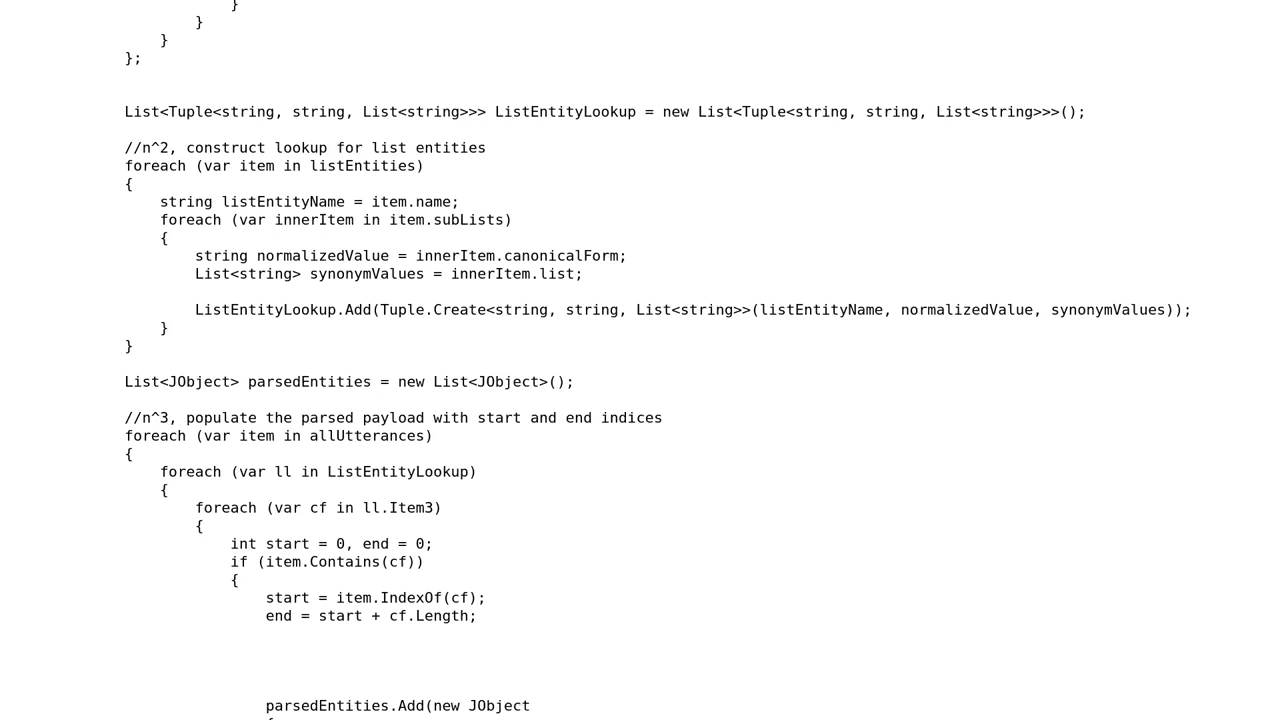 }
}
}
};
List<Tuple<string, string, List<string>>> ListEntityLookup = new List<Tuple<string, string, List<string>>>();
//n^2, construct lookup for list entities
foreach (var item in listEntities)
{
string listEntityName = item.name;
foreach (var innerItem in item.subLists)
{
string normalizedValue = innerItem.canonicalForm;
List<string> synonymValues = innerItem.list;
ListEntityLookup.Add(Tuple.Create<string, string, List<string>>(listEntityName, normalizedValue, synonymValues));
}
}
List<JObject> parsedEntities = new List<JObject>();
//n^3, populate the parsed payload with start and end indices
foreach (var item in allUtterances)
{
foreach (var ll in ListEntityLookup)
{
foreach (var cf in ll.Item3)
{
int start = 0, end = 0;
if (item.Contains(cf))
{
start = item.IndexOf(cf);
end = start + cf.Length;
parsedEntities.Add(new JObject
{